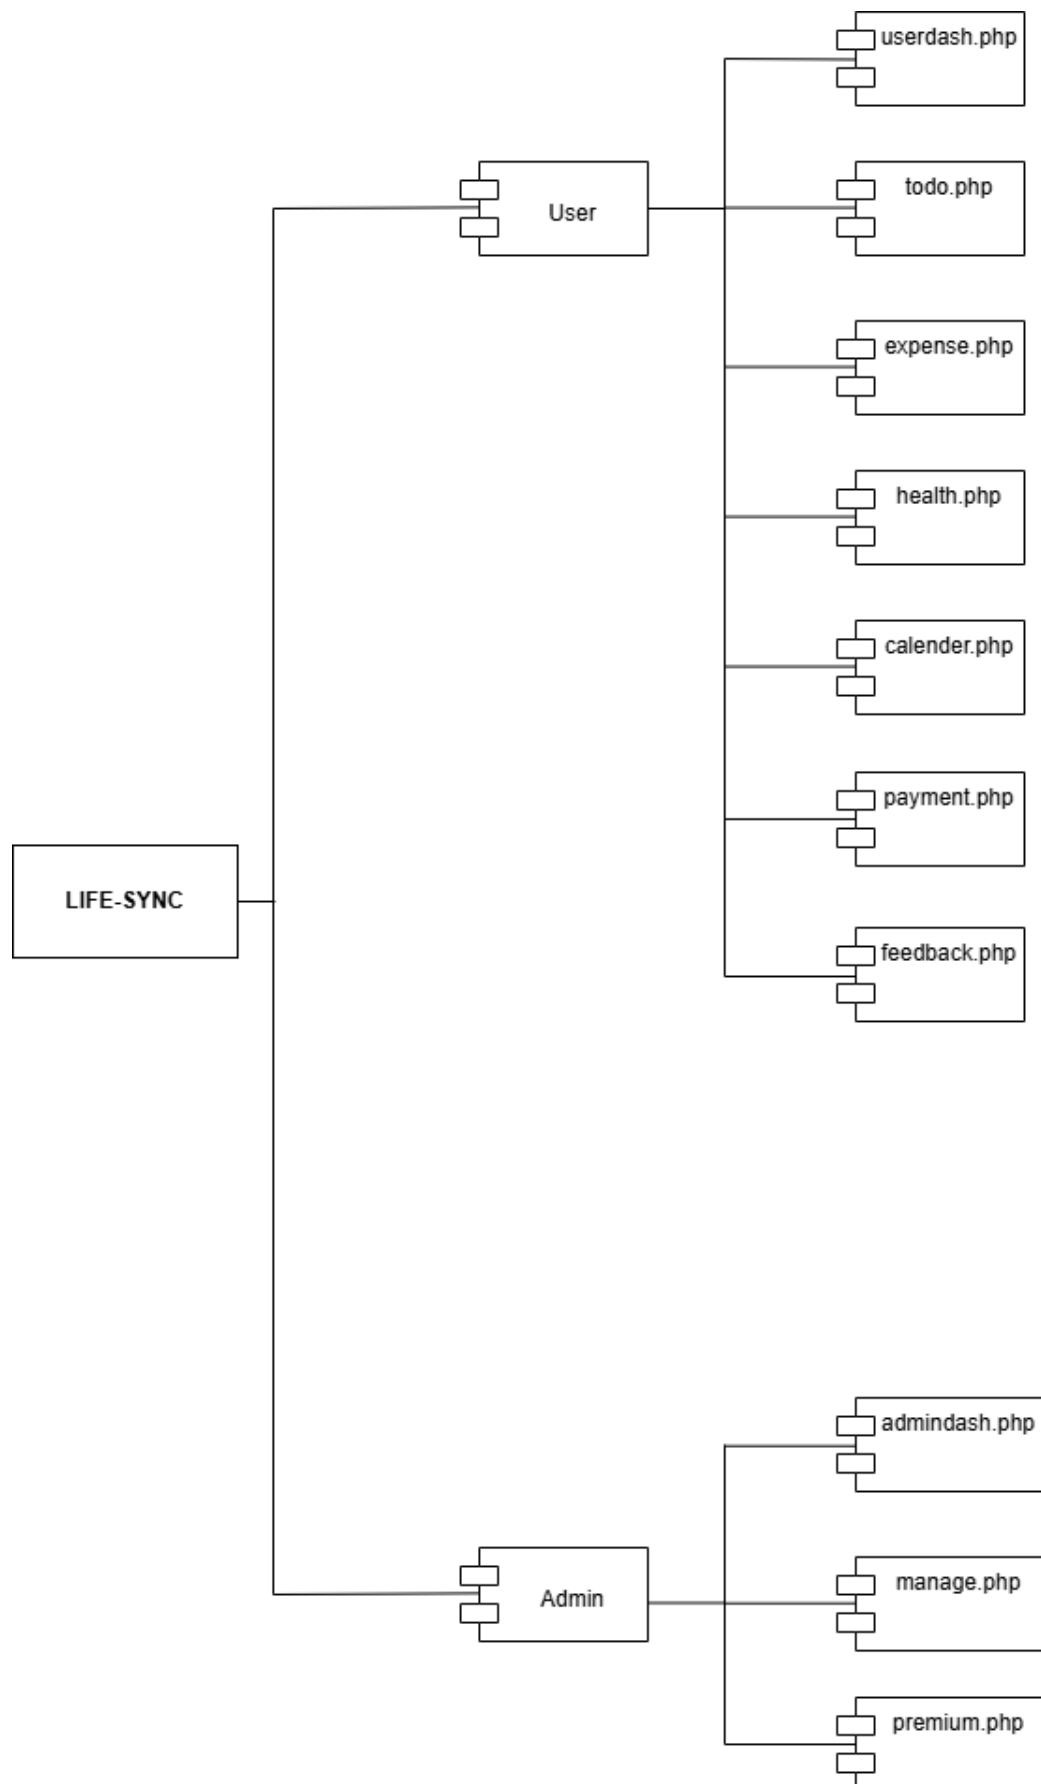 userdash.php
todo.php
User
expense.php
health.php
calender.php
payment.php
LIFE-SYNC
feedback.php
admindash.php
manage.php
Admin
premium.php